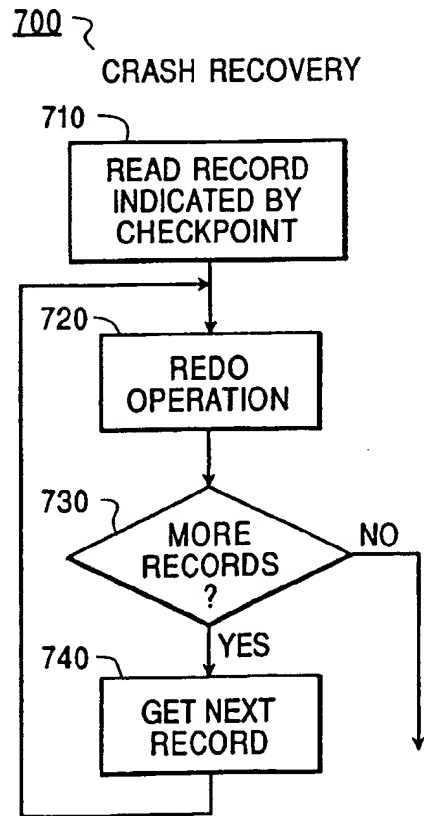 700
CRASH RECOVERY
710
READ RECORD
INDICATED BY
CHECKPOINT
720
REDO
OPERATION
730
MORE
RECORDS
?
NO
YES
740
GET NEXT
RECORD